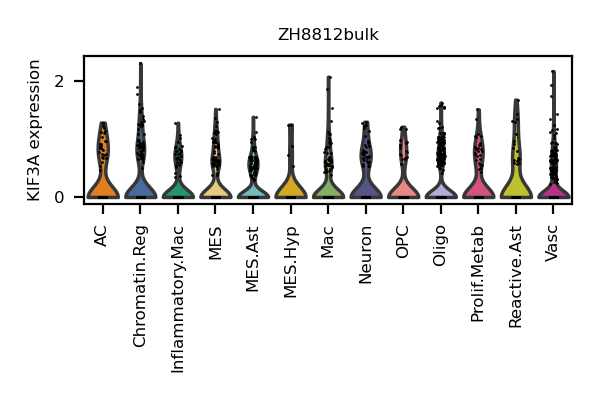 ZH8812bulk
KIF3A expression
2
0
AC
Chromatin.Reg
Inflammatory.Mac
MES
MES.Ast
MES.Hyp
Mac
Neuron
OPC
Oligo
Prolif.Metab
Reactive.Ast
Vasc